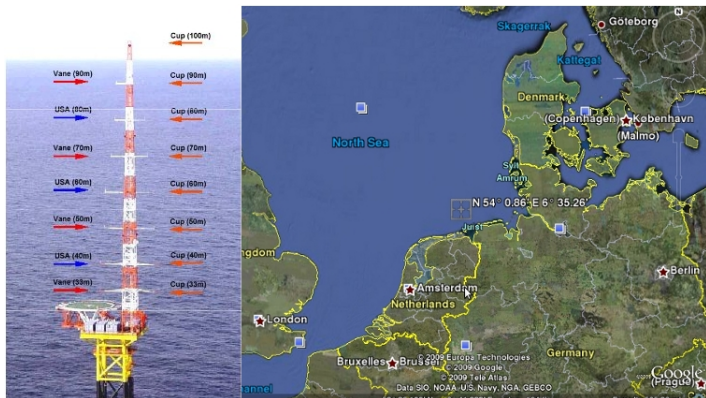 Cup (100m)
Vane (90m)
Cup (90m)
USA (80m)
Cup (80m)
Vane (70m)
Cup (70m)
USA (60m)
Cup (60m)
Vane (50m)
Cup (50m)
USA (40m)
Cup (40m)
Vane (33m)
Cup (33m)
Skagerrak
Göteborg
N
Kattegat
Denmark
(Copenhagen)
København
(Malmo)
North Sea
Sylt
Amrum
N 54° 0.86' E 6° 35.26'
Juist
ngdom
Berlin
Amsterdam
Netherlands
London
Germany
Bruxelles
Brussel
© 2009 Europa Technologies
© 2009 Google
© 2009 Tele Atlas
Data SIO, NOAA, U.S. Navy, NGA, GEBCO
annel
Google
(Prague)